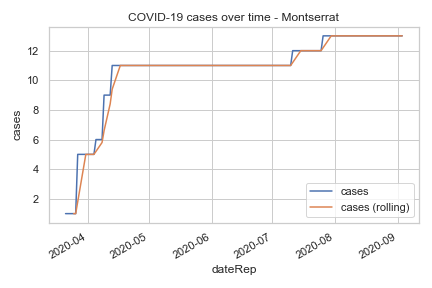 COVID-19 cases over time - Montserrat
cases
12
10
8
6
4
2
cases
cases (rolling)
2020-04
2020-05
2020-06
2020-07
2020-08
2020-09
dateRep